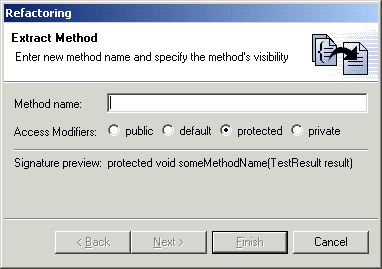 Refactoring
Extract Method
Enter new method name and specify the method's visibility
Method name:
Access Modifiers: public default protected private
Signature preview: protected void someMethodName(TestResult result)
< Back Next > Finish Cancel